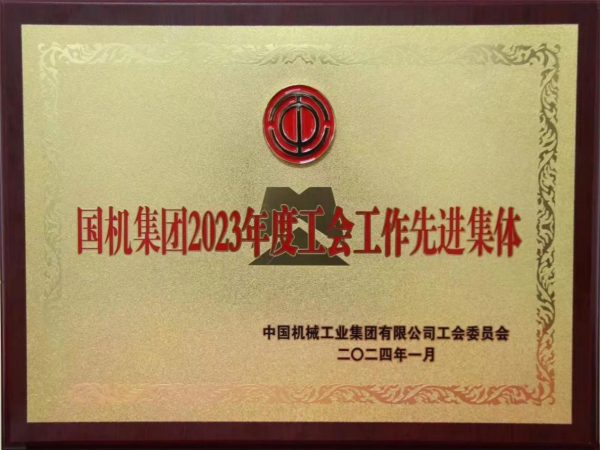 国机集团2023年度工会工作先进集体
中国机械工业集团有限公司工会委员会
二〇二四年一月